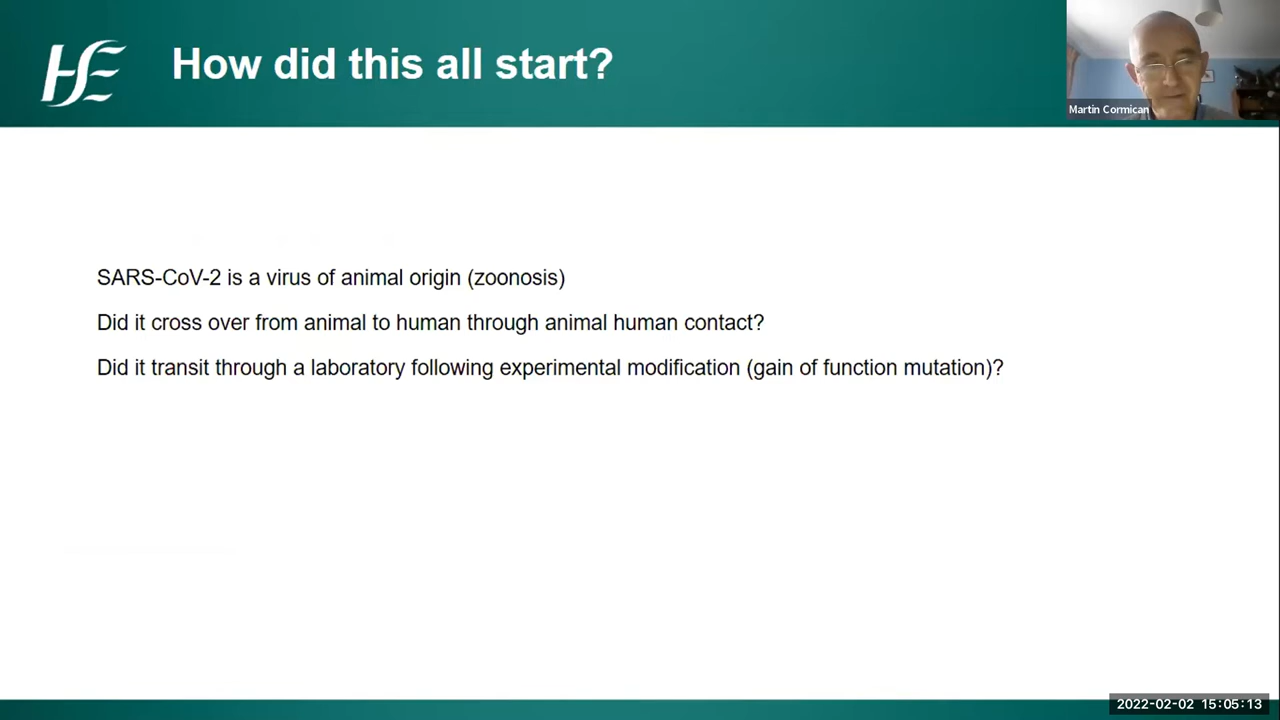 HSE
How did this all start?
Martin Cormican
SARS-CoV-2 is a virus of animal origin (zoonosis)
Did it cross over from animal to human through animal human contact?
Did it transit through a laboratory following experimental modification (gain of function mutation)?
2022-02-02 15:05:13